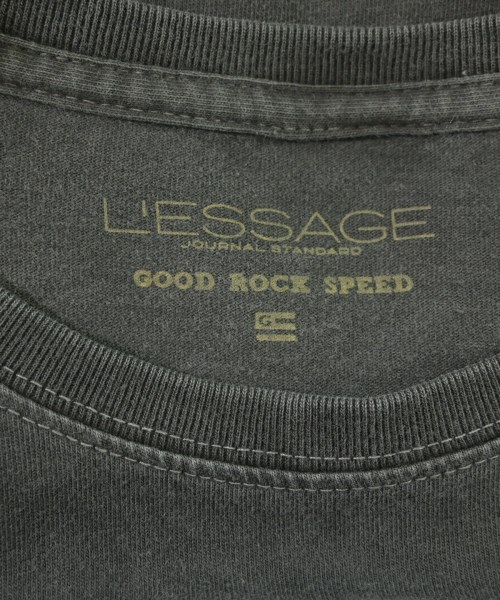 L'ESSAGE
JOURNAL STANDARD
GOOD ROCK SPEED
G